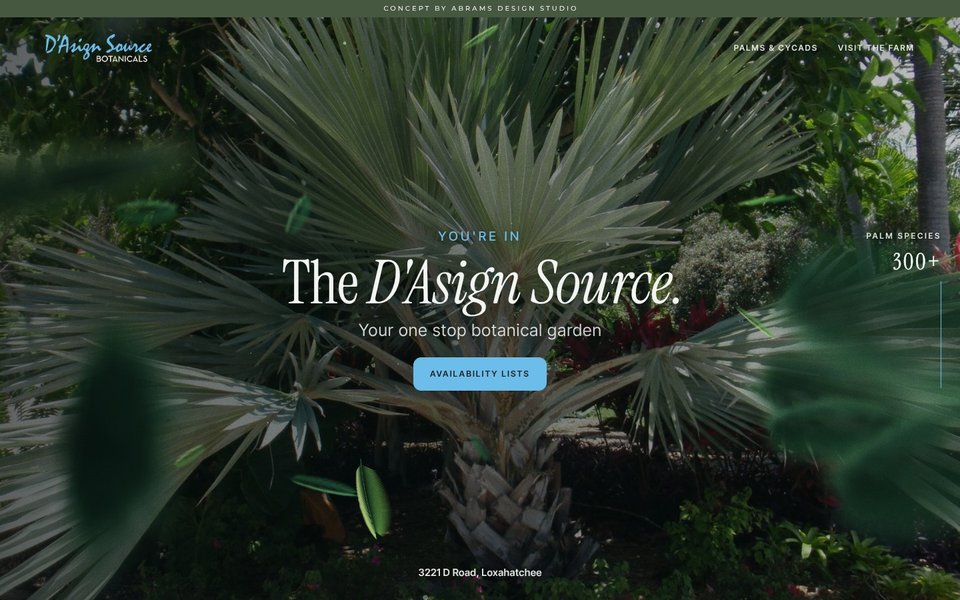 CONCEPT BY ABRAMS DESIGN STUDIO
D'Asign Source
BOTANICALS
PALMS & CYCADS
VISIT THE FARM
YOU'RE IN
PALM SPECIES
300+
The D'Asign Source.
Your one stop botanical garden
AVAILABILITY LISTS
3221 D Road, Loxahatchee